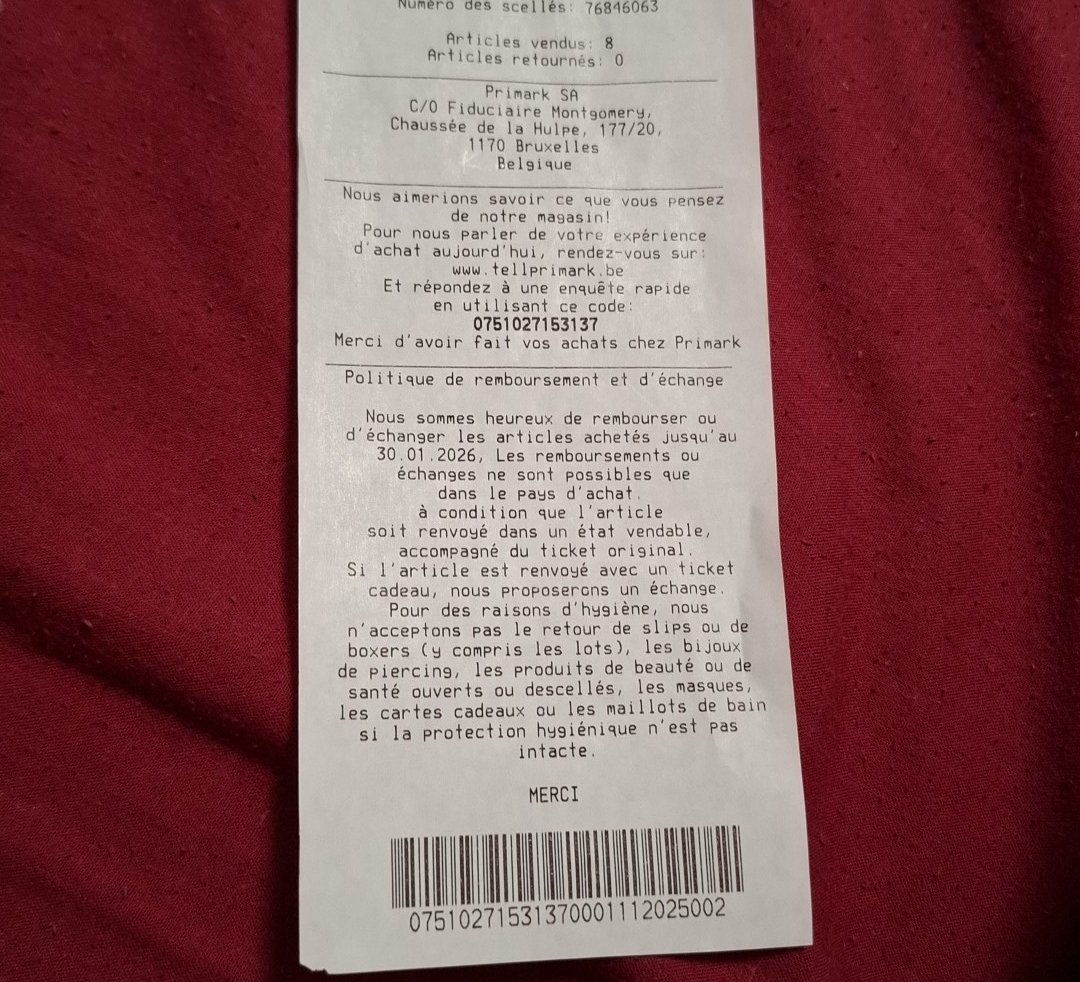 Numéro des scellés: 76846063
Articles vendus: 8
Articles retournés: 0
Primark SA
C/O Fiduciaire Montgomery,
Chaussée de la Hulpe, 177/20,
1170 Bruxelles
Belgique
Nous aimerions savoir ce que vous pensez
de notre magasin!
Pour nous parler de votre expérience
d'achat aujourd'hui, rendez-vous sur:
www.tellprimark.be
Et répondez à une enquête rapide
en utilisant ce code:
0751027153137
Merci d'avoir fait vos achats chez Primark
Politique de remboursement et d'échange
Nous sommes heureux de rembourser ou
d'échanger les articles achetés jusqu'au
30.01.2026, Les remboursements ou
échanges ne sont possibles que
dans le pays d'achat.
à condition que l'article
soit renvoyé dans un état vendable,
accompagné du ticket original.
Si l'article est renvoyé avec un ticket
cadeau, nous proposerons un échange.
Pour des raisons d'hygiène, nous
n'acceptons pas le retour de slips ou de
boxers (y compris les lots), les bijoux
de piercing, les produits de beauté ou de
santé ouverts ou descellés, les masques,
les cartes cadeaux ou les maillots de bain
si la protection hygiénique n'est pas
intacte.
MERCI
07510271531370001112025002